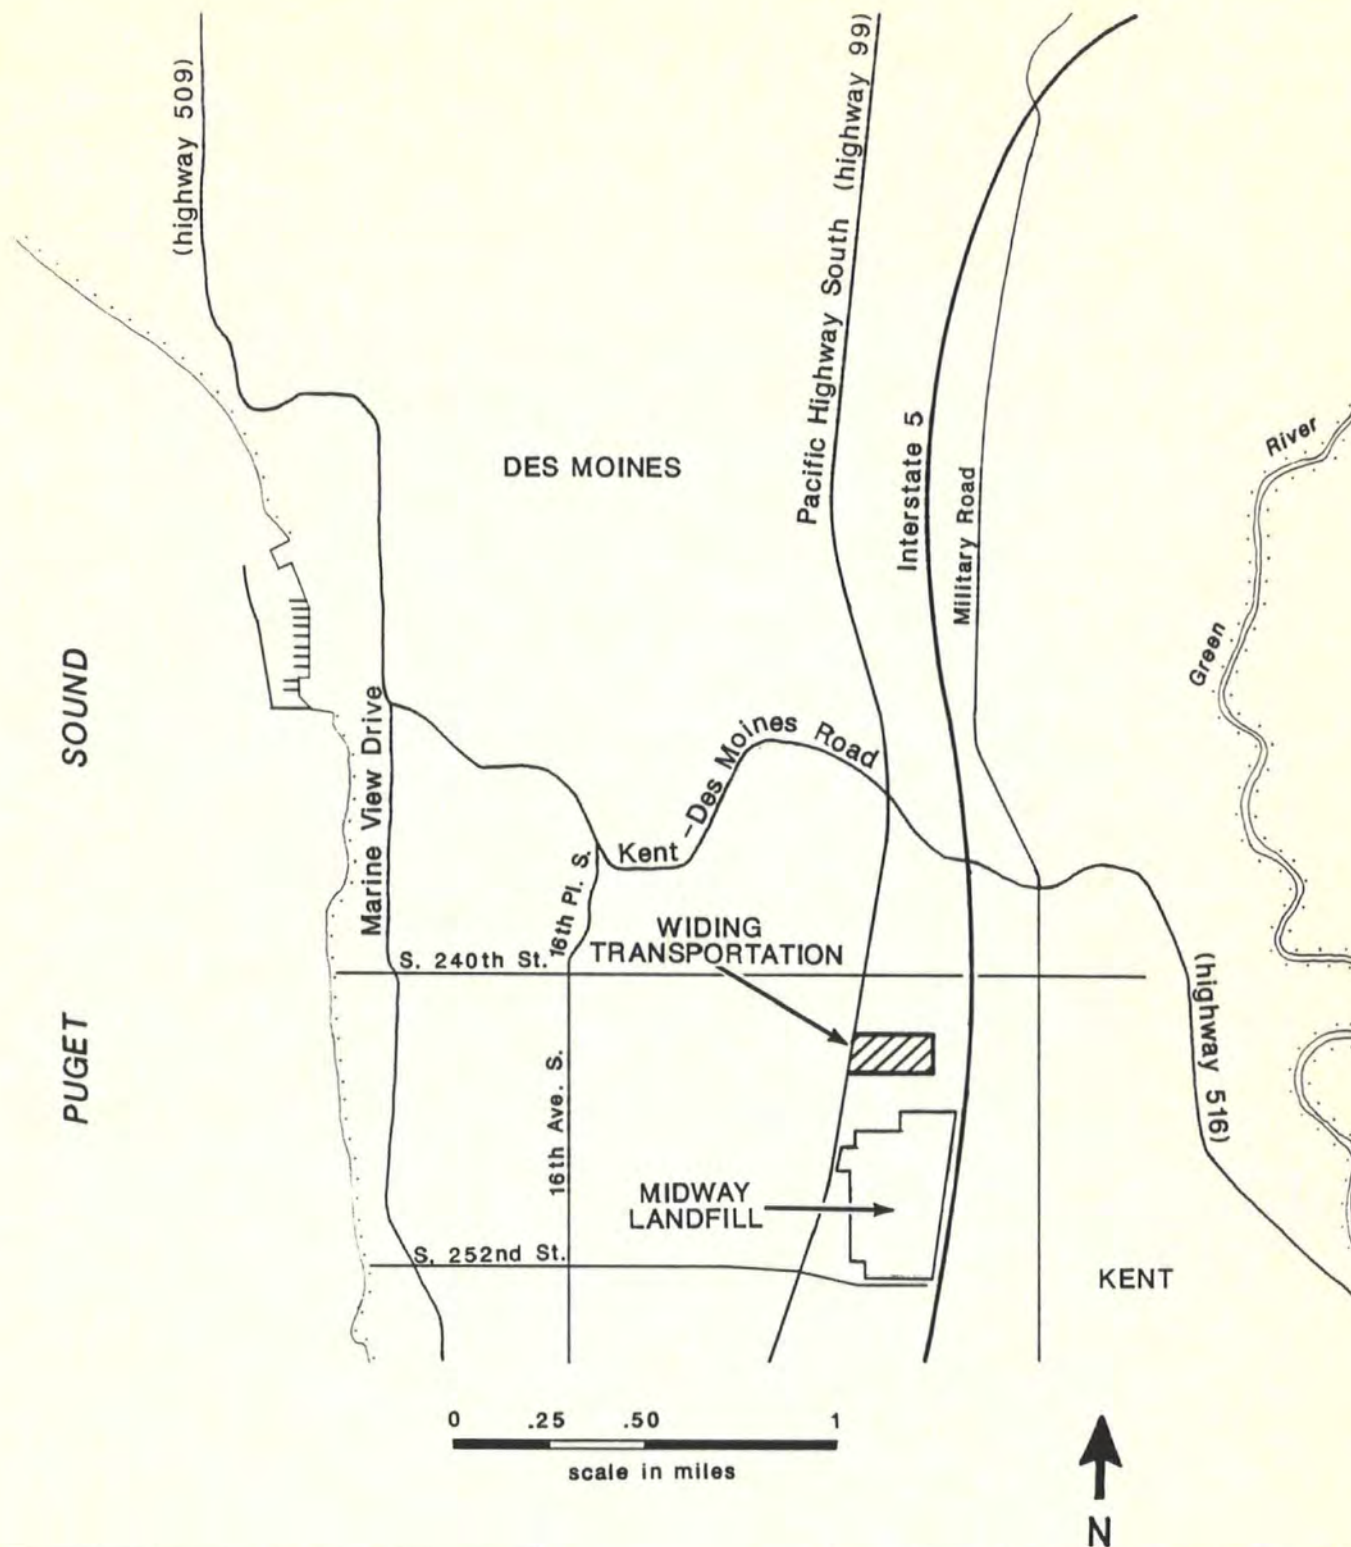 (highway 509)
Pacific Highway South (highway 99)
Interstate 5
Military Road
DES MOINES
Green River
SOUND
PUGET
Marine View Drive
Kent -Des Moines Road
16th Pl. S.
WIDING
TRANSPORTATION
S. 240th St.
(highway 516)
16th Ave. S.
MIDWAY
LANDFILL
S. 252nd St.
KENT
0 .25 .50 1
scale in miles
N